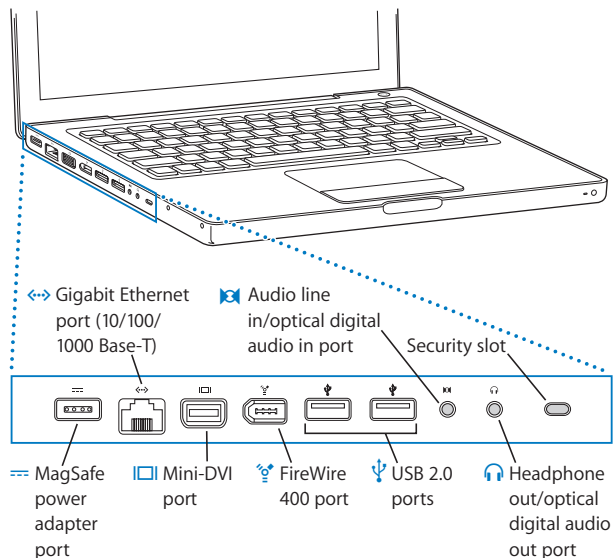 Gigabit Ethernet
port (10/100/
1000 Base-T)
Audio line
in/optical digital
audio in port
Security slot
MagSafe
power
adapter
port
Mini-DVI
port
FireWire
400 port
USB 2.0
ports
Headphone
out/optical
digital audio
out port